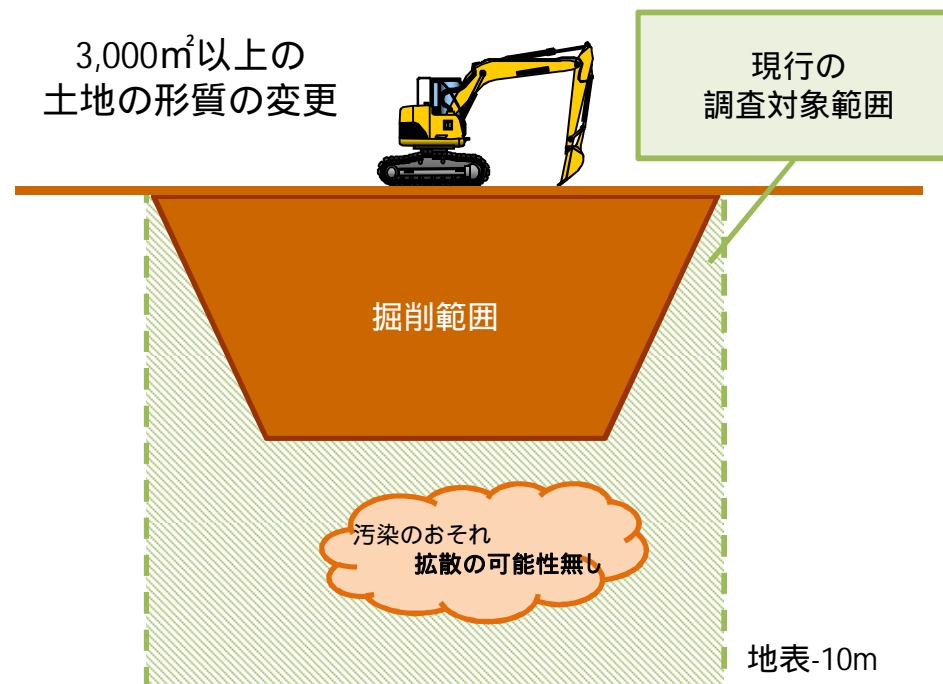 3,000㎡以上の
土地の形質の変更
現行の
調査対象範囲
掘削範囲
汚染のおそれ
拡散の可能性無し
地表-10m